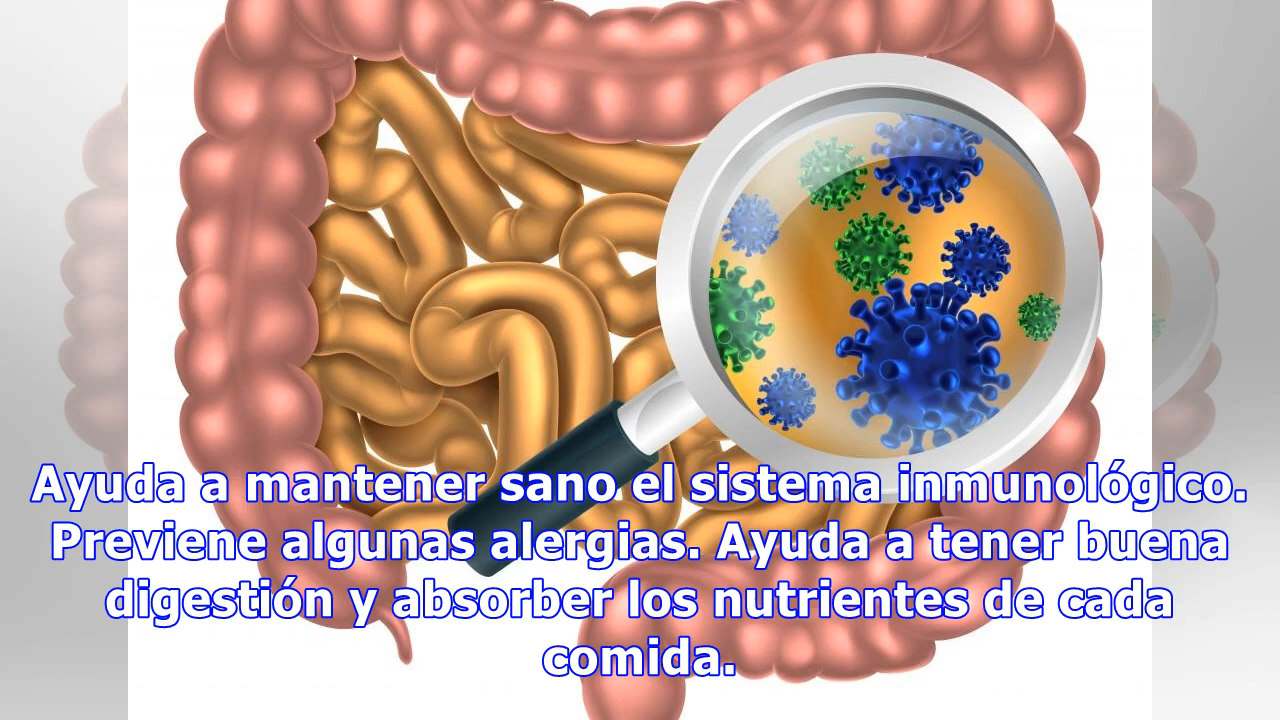 Ayuda a mantener sano el sistema inmunológico.
Previene algunas alergias. Ayuda a tener buena
digestión y absorber los nutrientes de cada
comida.